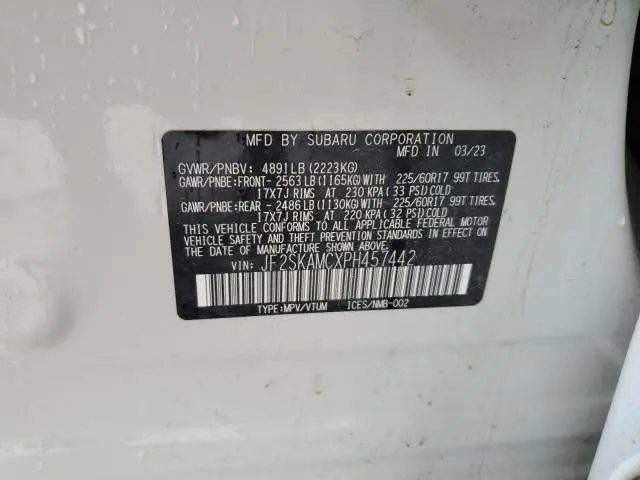 MFD BY SUBARU CORPORATION
MFD IN 03/23
GVWR/PNBV: 4891LB(2223KG)
GAWR/PNBE:FRONT- 2563LB(1165KG)WITH 225/60R17 99T TIRES,
17X7J RIMS AT 230 KPA(33 PSI)COLD
GAWR/PNBE:REAR - 2486LB(1130KG)WITH 225/60R17 99T TIRES,
17X7J RIMS AT 220 KPA(32 PSI)COLD
THIS VEHICLE CONFORMS TO ALL APPLICABLE FEDERAL MOTOR
VEHICLE SAFETY AND THEFT PREVENTION STANDARDS IN EFFECT
ON THE DATE OF MANUFACTURE SHOWN ABOVE.
VIN: JF2SKAMCXPH457442
TYPE:MPV/VTUM ICES/NMB-002